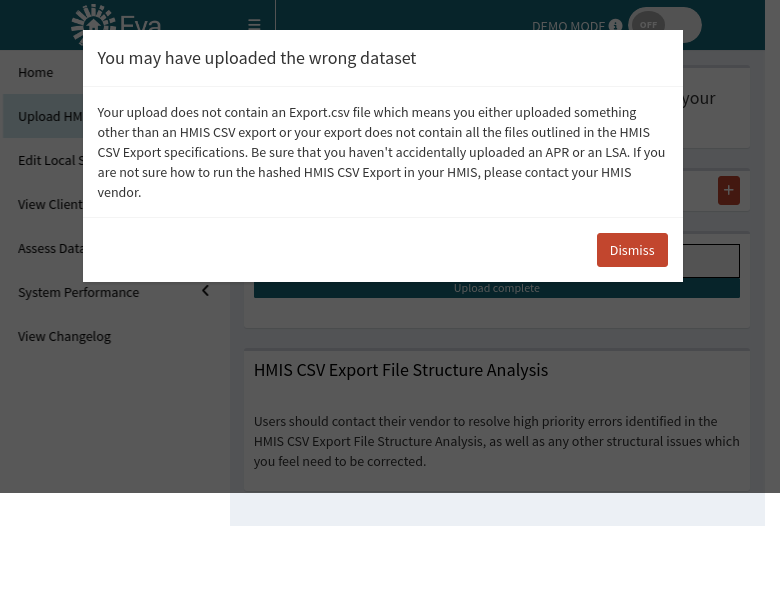 Eva
DEMO MODE
OFF
You may have uploaded the wrong dataset
Your upload does not contain an Export.csv file which means you either uploaded something
other than an HMIS CSV export or your export does not contain all the files outlined in the HMIS
CSV Export specifications. Be sure that you haven't accidentally uploaded an APR or an LSA. If you
are not sure how to run the hashed HMIS CSV Export in your HMIS, please contact your HMIS
vendor.
Dismiss
Home
Upload HM
Edit Local S
View Client
Assess Data
System Performance
View Changelog
your
Upload complete
HMIS CSV Export File Structure Analysis
Users should contact their vendor to resolve high priority errors identified in the
HMIS CSV Export File Structure Analysis, as well as any other structural issues which
you feel need to be corrected.